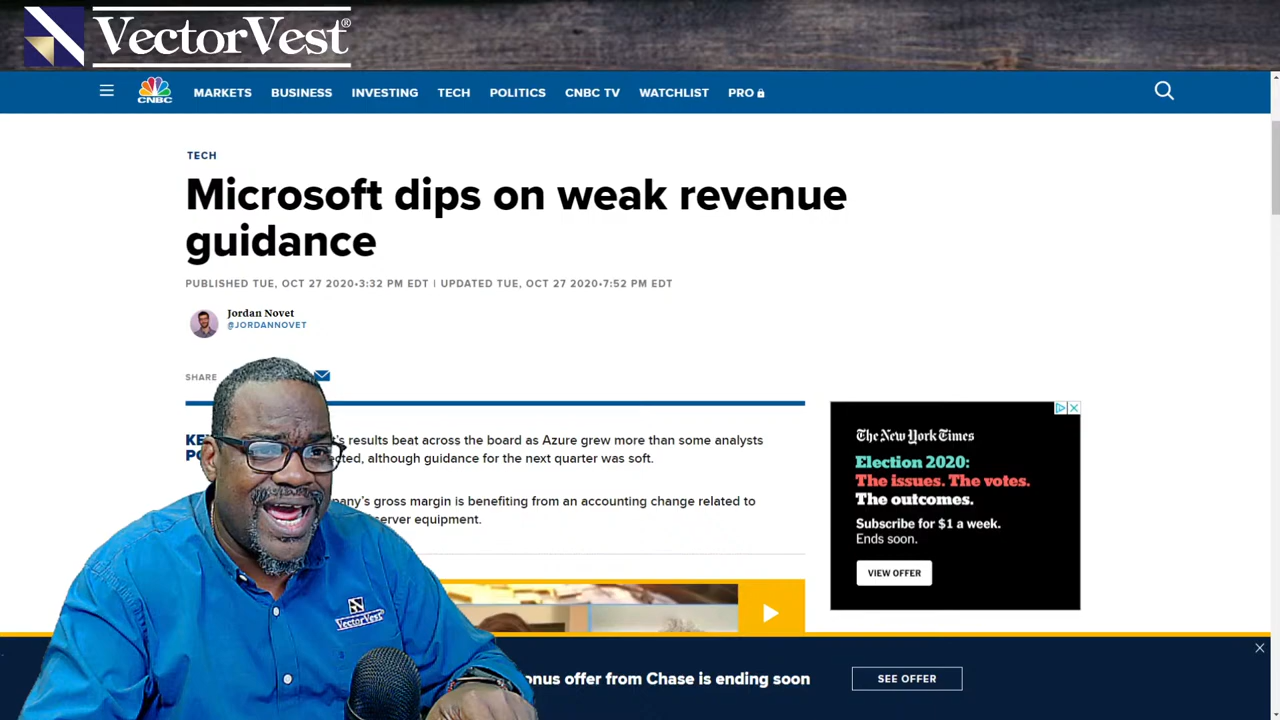 VectorVest®
CNBC
MARKETS BUSINESS INVESTING TECH POLITICS CNBC TV WATCHLIST PRO
TECH
Microsoft dips on weak revenue
guidance
PUBLISHED TUE, OCT 27 2020•3:32 PM EDT | UPDATED TUE, OCT 27 2020•7:52 PM EDT
Jordan Novet
@JORDANNOVET
SHARE
results beat across the board as Azure grew more than some analysts
although guidance for the next quarter was soft.
gross margin is benefiting from an accounting change related to
server equipment.
The New York Times
Election 2020:
The issues. The votes.
The outcomes.
Subscribe for $1 a week.
Ends soon.
VIEW OFFER
VectorVest
offer from Chase is ending soon
SEE OFFER